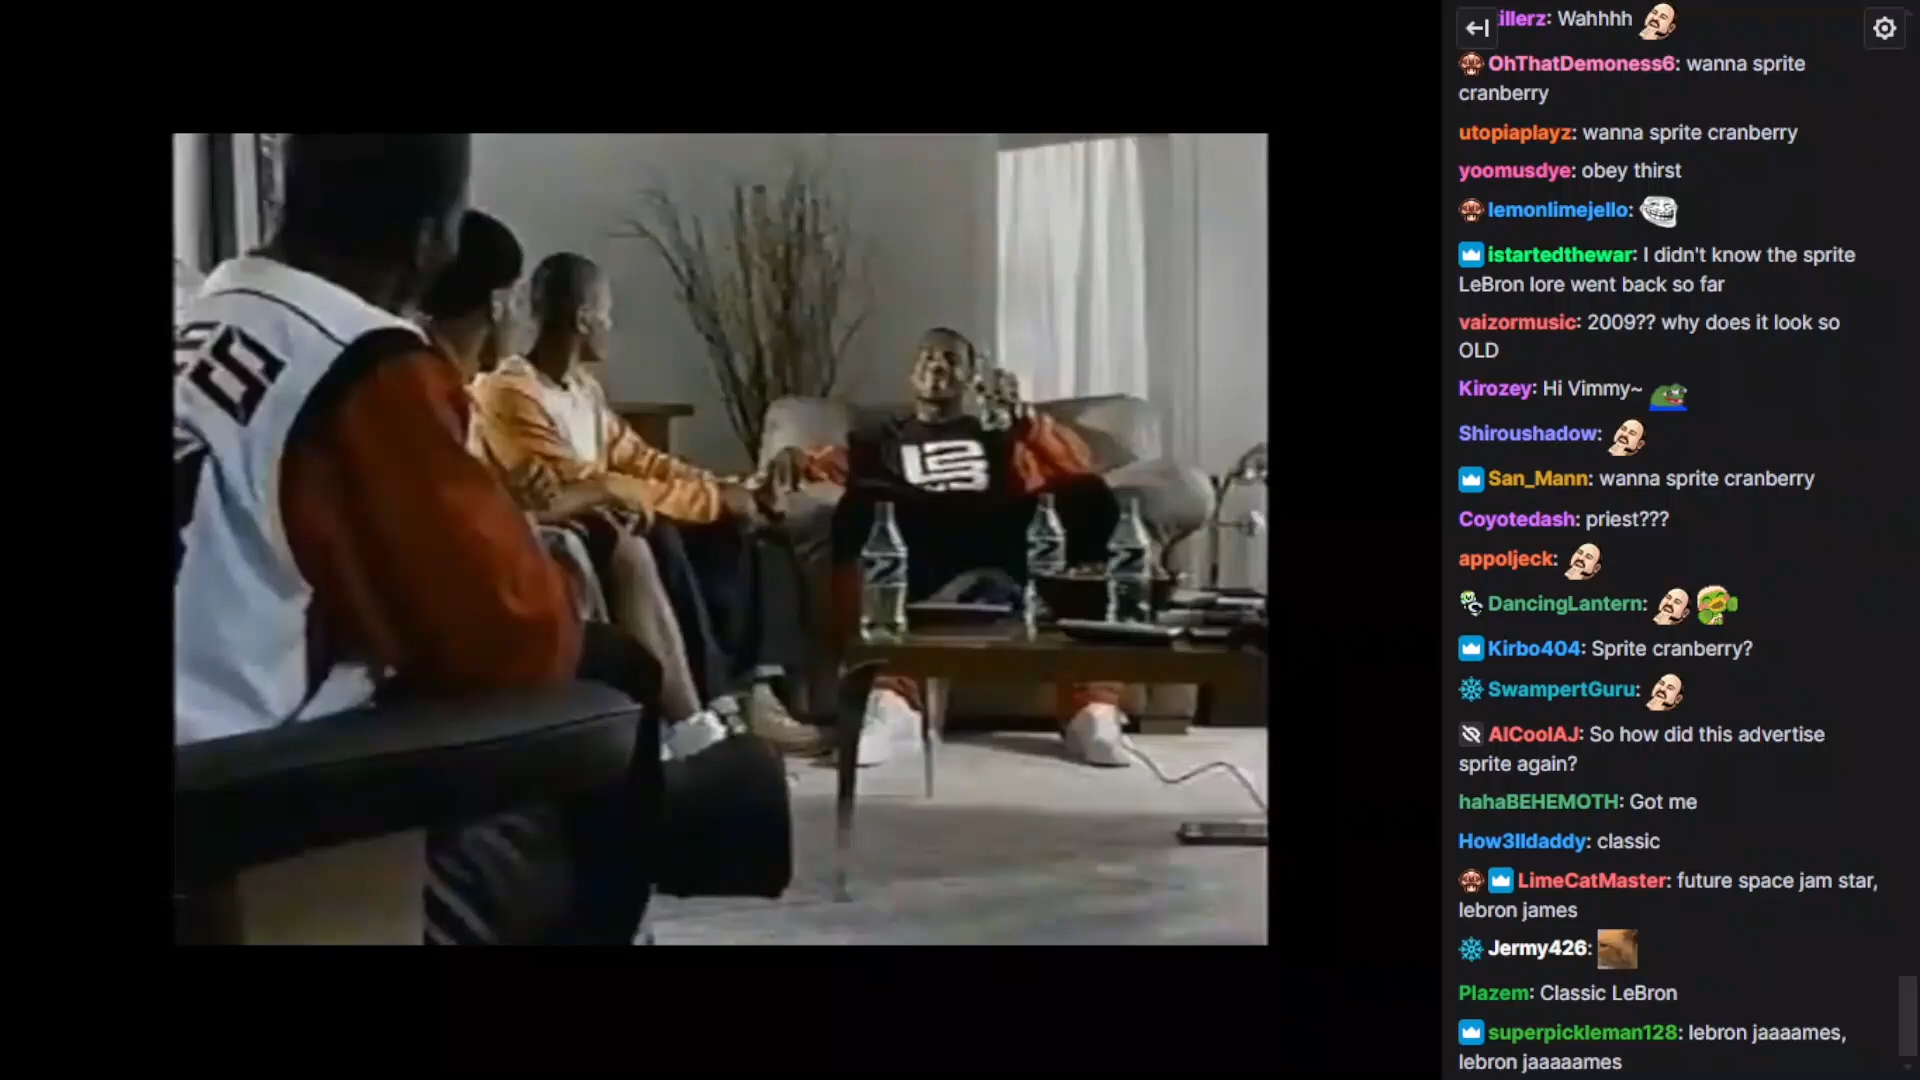 illerz: Wahhhh
OhThatDemoness6: wanna sprite
cranberry
utopiaplayz: wanna sprite cranberry
yoomusdye: obey thirst
lemonlimejello:
istartedthewar: I didn't know the sprite
LeBron lore went back so far
vaizormusic: 2009?? why does it look so
OLD
Kirozey: Hi Vimmy~
Shiroushadow:
San_Mann: wanna sprite cranberry
Coyotedash: priest???
appoljeck:
DancingLantern:
Kirbo404: Sprite cranberry?
SwampertGuru:
AlCoolAJ: So how did this advertise
sprite again?
hahaBEHEMOTH: Got me
How3lldaddy: classic
LimeCatMaster: future space jam star,
lebron james
Jermy426:
Plazem: Classic LeBron
superpickleman128: lebron jaaaames,
lebron jaaaaames